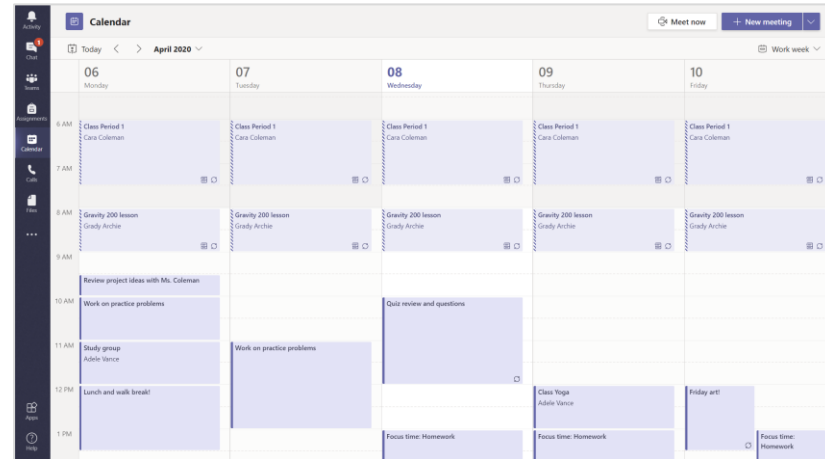 Activity
Calendar
Meet now
+ New meeting
1
Chat
Today
April 2020
Work week
Teams
06
Monday
07
Tuesday
08
Wednesday
09
Thursday
10
Friday
Assignments
Calendar
Calls
Files
...
Apps
Help
6 AM
7 AM
8 AM
9 AM
10 AM
11 AM
12 PM
1 PM
Class Period 1
Cara Coleman
Gravity 200 lesson
Grady Archie
Review project ideas with Ms. Coleman
Work on practice problems
Study group
Adele Vance
Lunch and walk break!
Class Period 1
Cara Coleman
Gravity 200 lesson
Grady Archie
Work on practice problems
Class Period 1
Cara Coleman
Gravity 200 lesson
Grady Archie
Quiz review and questions
Focus time: Homework
Class Period 1
Cara Coleman
Gravity 200 lesson
Grady Archie
Class Yoga
Adele Vance
Focus time: Homework
Class Period 1
Cara Coleman
Gravity 200 lesson
Grady Archie
Friday art!
Focus time:
Homework